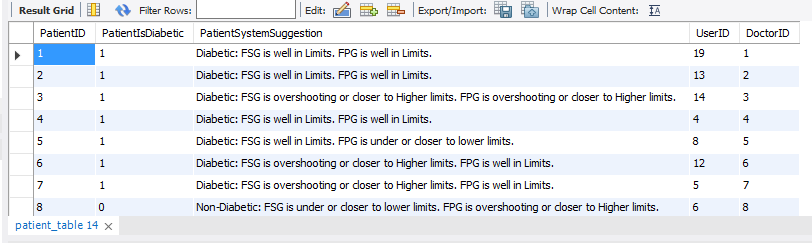 Result Grid Filter Rows: Edit: Export/Import: Wrap Cell Content: IA
PatientID PatientIsDiabetic PatientSystemSuggestion UserID DoctorID
1 1 Diabetic: FSG is well in Limits. FPG is well in Limits. 19 1
2 1 Diabetic: FSG is well in Limits. FPG is well in Limits. 13 2
3 1 Diabetic: FSG is overshooting or closer to Higher limits. FPG is overshooting or closer to Higher limits. 14 3
4 1 Diabetic: FSG is well in Limits. FPG is well in Limits. 4 4
5 1 Diabetic: FSG is well in Limits. FPG is under or closer to lower limits. 8 5
6 1 Diabetic: FSG is overshooting or closer to Higher limits. FPG is well in Limits. 12 6
7 1 Diabetic: FSG is overshooting or closer to Higher limits. FPG is well in Limits. 5 7
8 0 Non-Diabetic: FSG is under or closer to lower limits. FPG is overshooting or closer to Higher limits. 6 8
patient_table 14